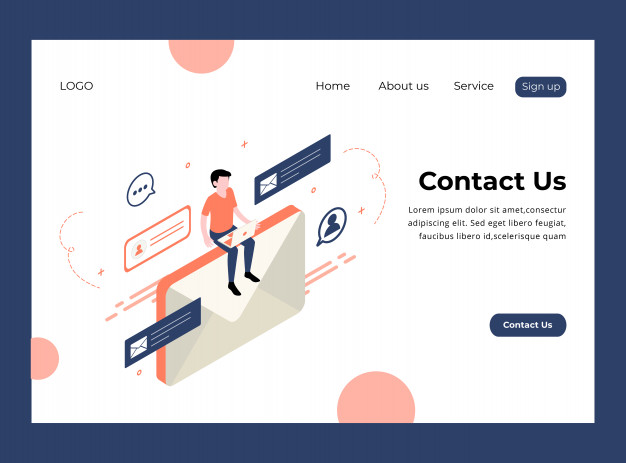 LOGO
Home
About us
Service
Sign up
Contact Us
Lorem ipsum dolor sit amet,consectur
adipiscing elit. Sed eget libero feugiat,
faucibus libero id,scelerisque quam
Contact Us